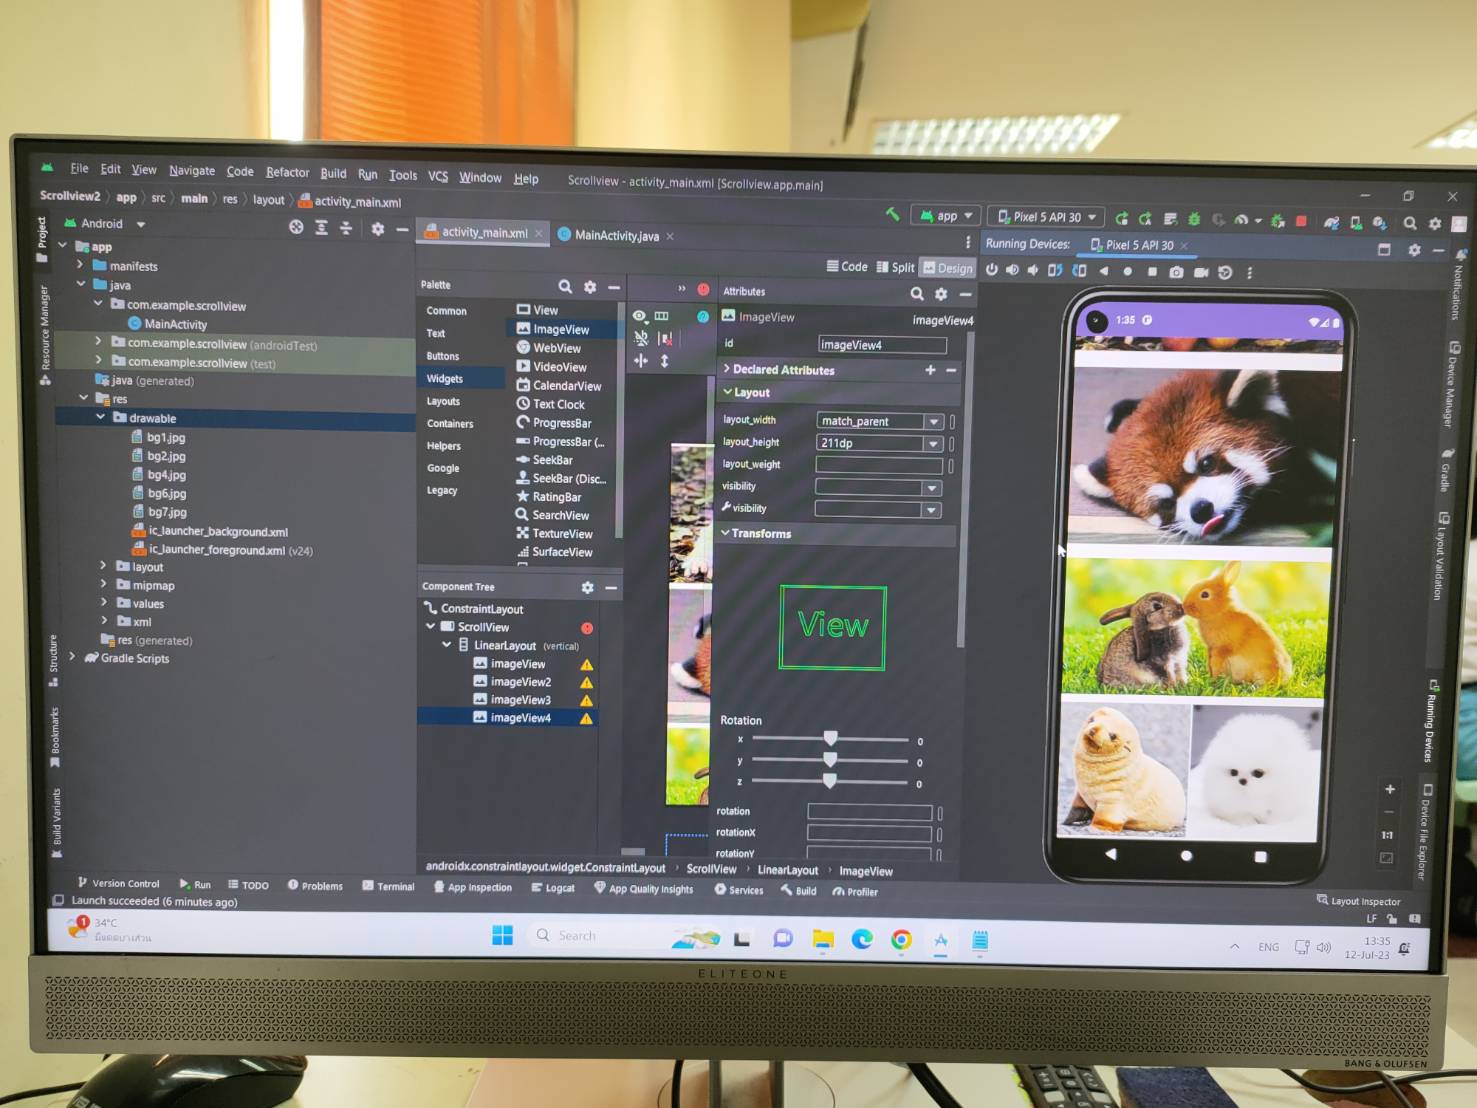 File Edit View Navigate Code Refactor Build Run Tools VCS Window Help Scrollview - activity_main.xml [Scrollview.app.main]
Scrollview2 app src main res layout activity_main.xml
app Pixel 5 API 30
Project
Android
activity_main.xml MainActivity.java
Running Devices: Pixel 5 API 30
Code Split Design
app
manifests
java
com.example.scrollview
MainActivity
com.example.scrollview (androidTest)
com.example.scrollview (test)
java (generated)
res
drawable
bg1.jpg
bg2.jpg
bg4.jpg
bg6.jpg
bg7.jpg
ic_launcher_background.xml
ic_launcher_foreground.xml (v24)
layout
mipmap
values
xml
res (generated)
Gradle Scripts
Resource Manager
Structure
Bookmarks
Build Variants
Palette
Common
Text
Buttons
Widgets
Layouts
Containers
Helpers
Google
Legacy
View
ImageView
WebView
VideoView
CalendarView
Text Clock
ProgressBar
ProgressBar (...
SeekBar
SeekBar (Disc...
RatingBar
SearchView
TextureView
SurfaceView
Component Tree
ConstraintLayout
ScrollView
LinearLayout (vertical)
imageView
imageView2
imageView3
imageView4
Attributes
ImageView imageView4
id imageView4
Declared Attributes
Layout
layout_width match_parent
layout_height 211dp
layout_weight
visibility
visibility
Transforms
View
Rotation
x 0
y 0
z 0
rotation
rotationX
rotationY
1:35
1:1
Notifications
Device Manager
Gradle
Layout Validation
Running Devices
Device File Explorer
androidx.constraintlayout.widget.ConstraintLayout ScrollView LinearLayout ImageView
Version Control Run TODO Problems Terminal App Inspection Logcat App Quality Insights Services Build Profiler
Layout Inspector
Launch succeeded (6 minutes ago)
LF
1
34°C
มีแดดบางส่วน
Search
ENG
13:35
12-Jul-23
ELITEONE
BANG & OLUFSEN